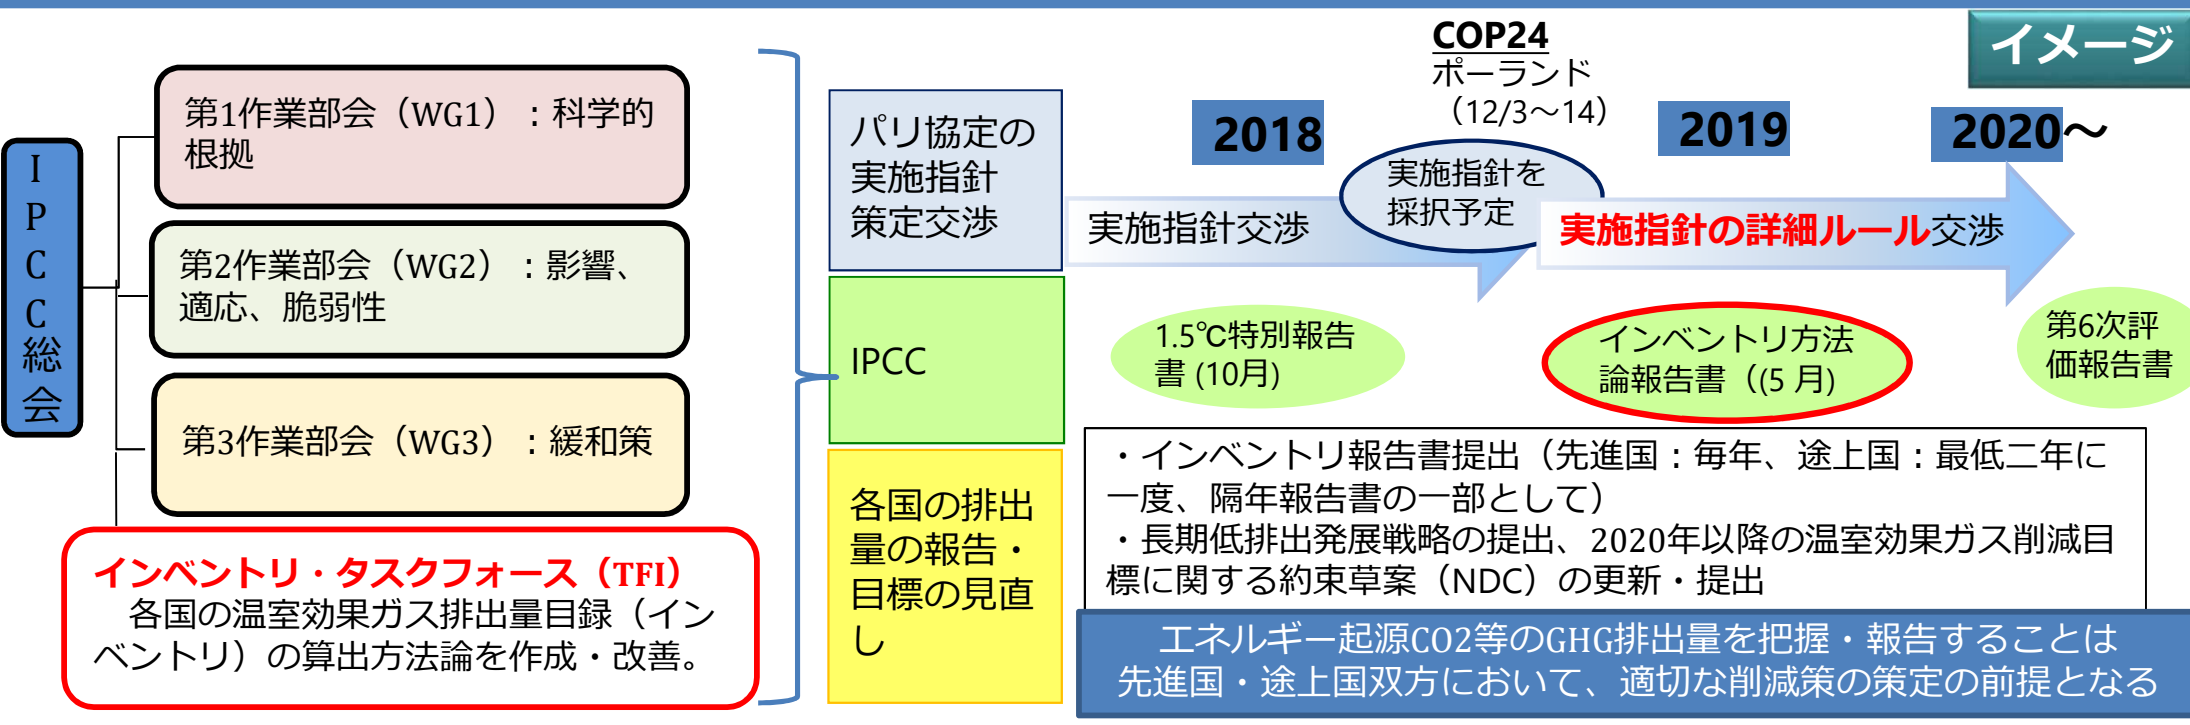 イメージ
IPCC総会
第1作業部会（WG1）：科学的
根拠
第2作業部会（WG2）：影響、
適応、脆弱性
第3作業部会（WG3）：緩和策
インベントリ・タスクフォース（TFI）
各国の温室効果ガス排出量目録（イン
ベントリ）の算出方法論を作成・改善。
パリ協定の
実施指針
策定交渉
IPCC
各国の排出
量の報告・
目標の見直
し
COP24
ポーランド
（12/3～14）
2018
2019
2020～
実施指針交渉
実施指針を
採択予定
実施指針の詳細ルール交渉
1.5℃特別報告
書 (10月)
インベントリ方法
論報告書（(5 月)
第6次評
価報告書
・インベントリ報告書提出（先進国：毎年、途上国：最低二年に
一度、隔年報告書の一部として）
・長期低排出発展戦略の提出、2020年以降の温室効果ガス削減目
標に関する約束草案（NDC）の更新・提出
エネルギー起源CO2等のGHG排出量を把握・報告することは
先進国・途上国双方において、適切な削減策の策定の前提となる